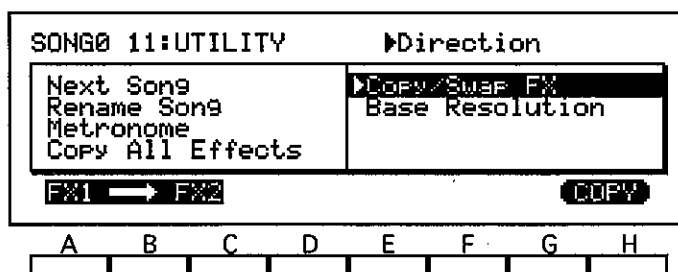 SONG0 11:UTILITY ▶Direction
Next Song
Rename Song
Metronome
Copy All Effects
▶Copy/Swap FX
Base Resolution
FX1 → FX2
COPY
A B C D E F G H